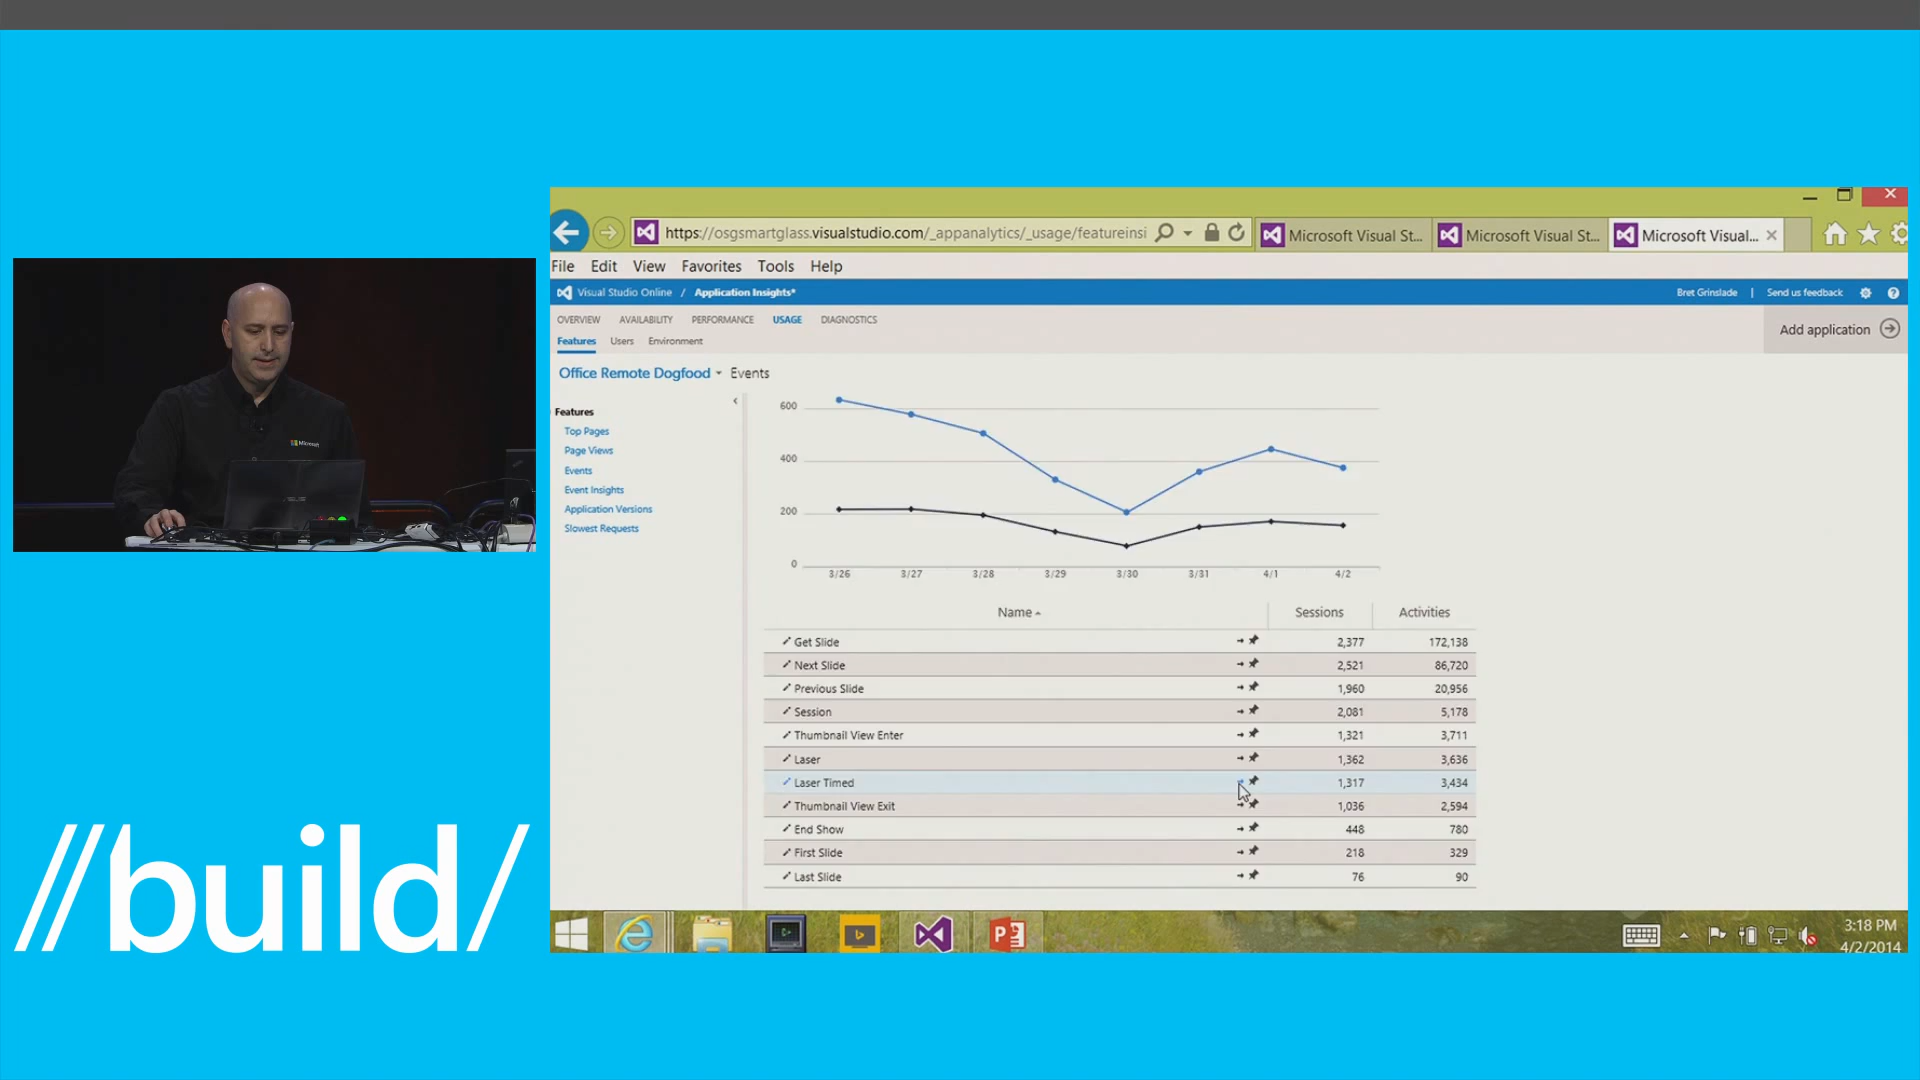 https://osgsmartglass.visualstudio.com/_appanalytics/_usage/featureinsi
Microsoft Visual St...
Microsoft Visual St...
Microsoft Visual...
File Edit View Favorites Tools Help
Visual Studio Online / Application Insights*
Bret Grinslade | Send us feedback
OVERVIEW AVAILABILITY PERFORMANCE USAGE DIAGNOSTICS
Add application
Features Users Environment
Office Remote Dogfood Events
Features
Top Pages
Page Views
Events
Event Insights
Application Versions
Slowest Requests
600
400
200
0
3/26 3/27 3/28 3/29 3/30 3/31 4/1 4/2
Name Sessions Activities
Get Slide 2,377 172,138
Next Slide 2,521 86,720
Previous Slide 1,960 20,956
Session 2,081 5,178
Thumbnail View Enter 1,321 3,711
Laser 1,362 3,636
Laser Timed 1,317 3,434
Thumbnail View Exit 1,036 2,594
End Show 448 780
First Slide 218 329
Last Slide 76 90
3:18 PM
4/2/2014
Microsoft
//build/